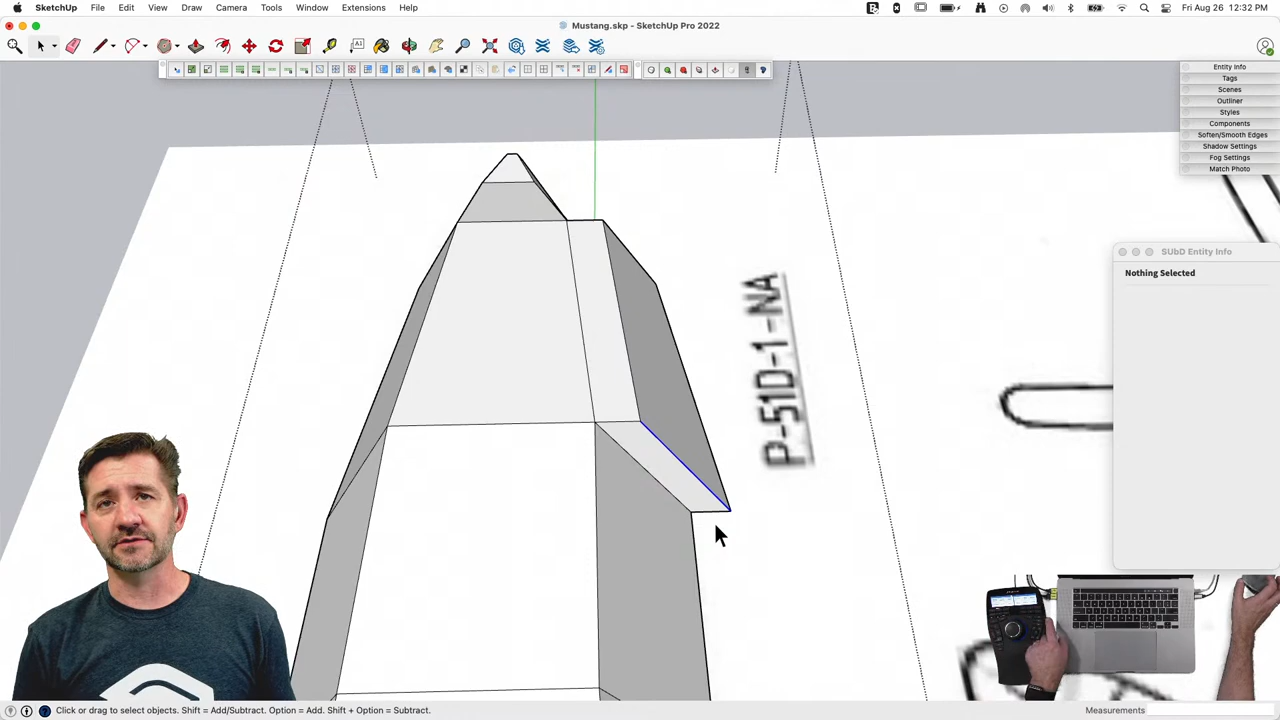 SketchUp File Edit View Draw Camera Tools Window Extensions Help Fri Aug 26 12:32 PM
Mustang.skp - SketchUp Pro 2022
Entity Info
Tags
Scenes
Outliner
Styles
Components
Soften/Smooth Edges
Shadow Settings
Fog Settings
Match Photo
SUbD Entity Info
Nothing Selected
P-51D-1-NA
Click or drag to select objects. Shift = Add/Subtract. Option = Add. Shift + Option = Subtract.
Measurements